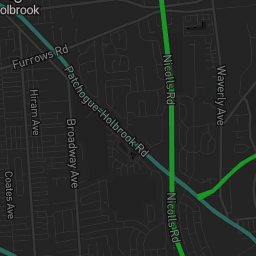 Holbrook
Furrows Rd
Patchogue-Holbrook Rd
Nicolls Rd
Waverly Ave
Hiram Ave
Broadway Ave
Coates Ave
Nicolls Rd